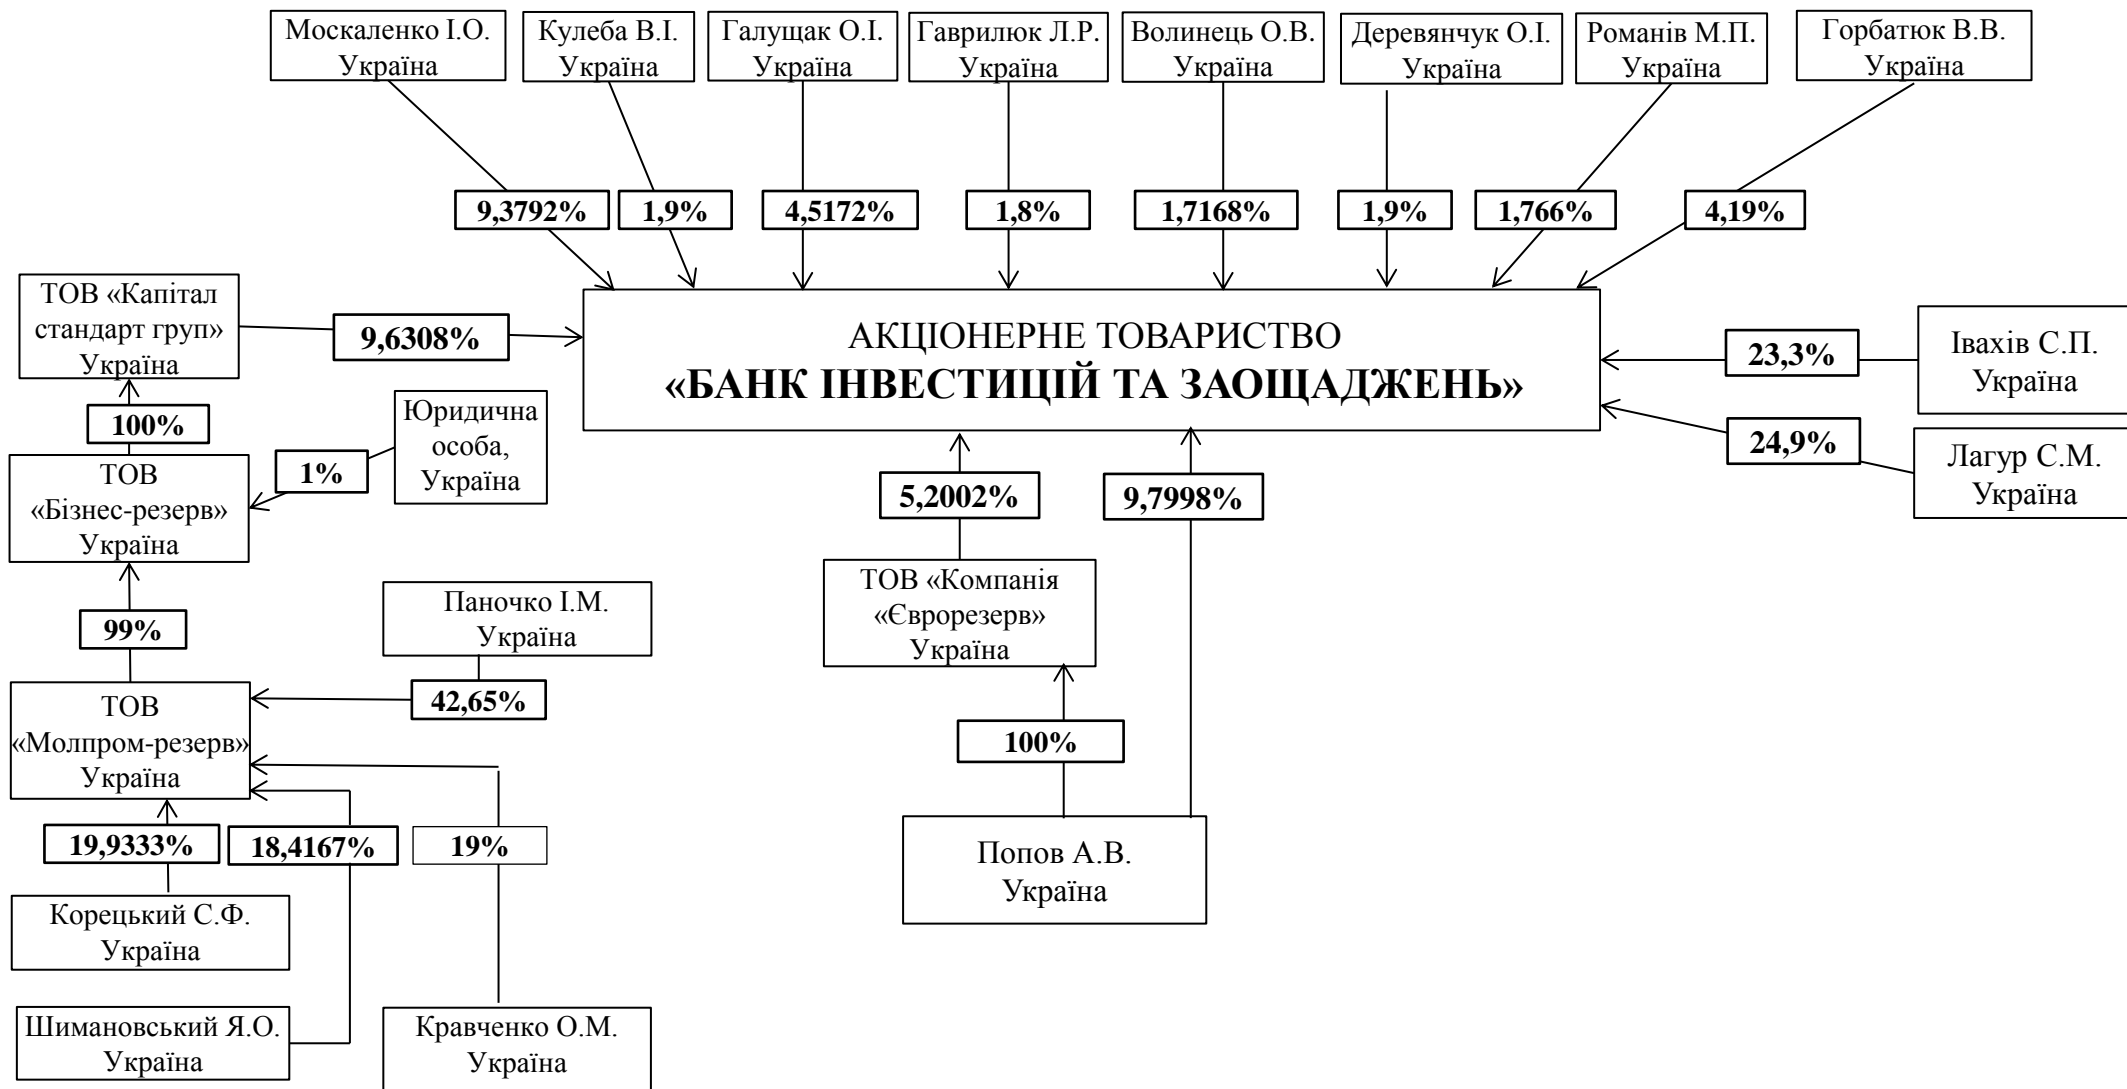 Москаленко І.О.
Україна
Кулеба В.І.
Україна
Галущак О.І.
Україна
Гаврилюк Л.Р.
Україна
Волинець О.В.
Україна
Деревянчук О.І.
Україна
Романів М.П.
Україна
Горбатюк В.В.
Україна
9,3792%
1,9%
4,5172%
1,8%
1,7168%
1,9%
1,766%
4,19%
ТОВ «Капітал
стандарт груп»
Україна
9,6308%
АКЦІОНЕРНЕ ТОВАРИСТВО
«БАНК ІНВЕСТИЦІЙ ТА ЗАОЩАДЖЕНЬ»
23,3%
Івахів С.П.
Україна
24,9%
Лагур С.М.
Україна
100%
Юридична
особа,
Україна
1%
ТОВ
«Бізнес-резерв»
Україна
5,2002%
9,7998%
ТОВ «Компанія
«Єврорезерв»
Україна
99%
Паночко І.М.
Україна
42,65%
ТОВ
«Молпром-резерв»
Україна
100%
19,9333%
18,4167%
19%
Попов А.В.
Україна
Корецький С.Ф.
Україна
Шимановський Я.О.
Україна
Кравченко О.М.
Україна